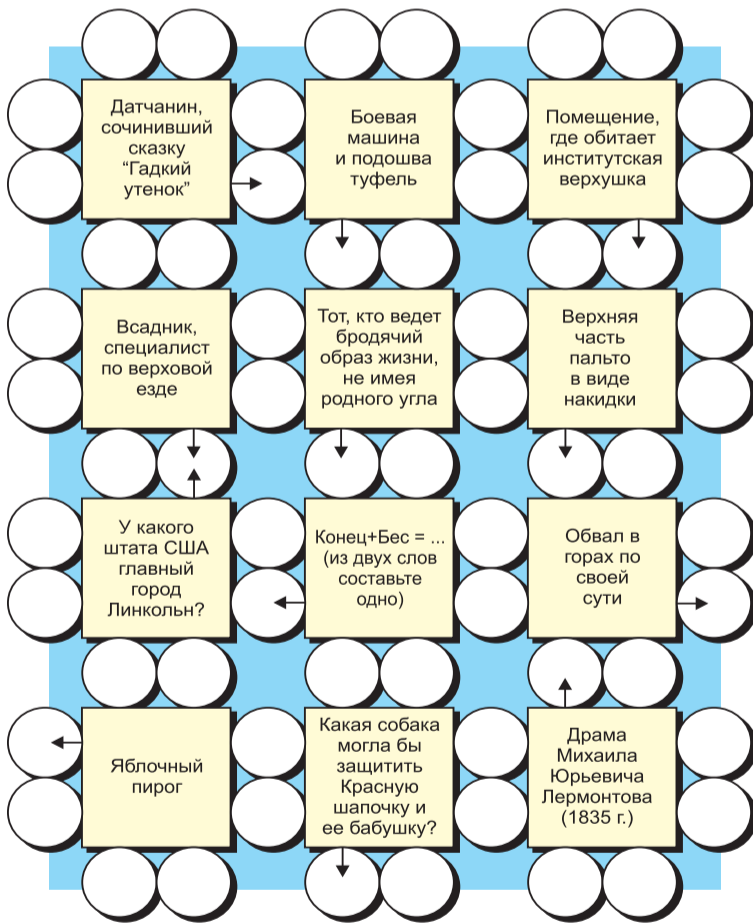 Датчанин,
сочинивший
сказку
“Гадкий
утенок”
Боевая
машина
и подошва
туфель
Помещение,
где обитает
институтская
верхушка
Всадник,
специалист
по верховой
езде
Тот, кто ведет
бродячий
образ жизни,
не имея
родного угла
Верхняя
часть
пальто
в виде
накидки
У какого
штата США
главный
город
Линкольн?
Конец+Бес = ...
(из двух слов
составьте
одно)
Обвал в
горах по
своей
сути
Яблочный
пирог
Какая собака
могла бы
защитить
Красную
шапочку и
ее бабушку?
Драма
Михаила
Юрьевича
Лермонтова
(1835 г.)